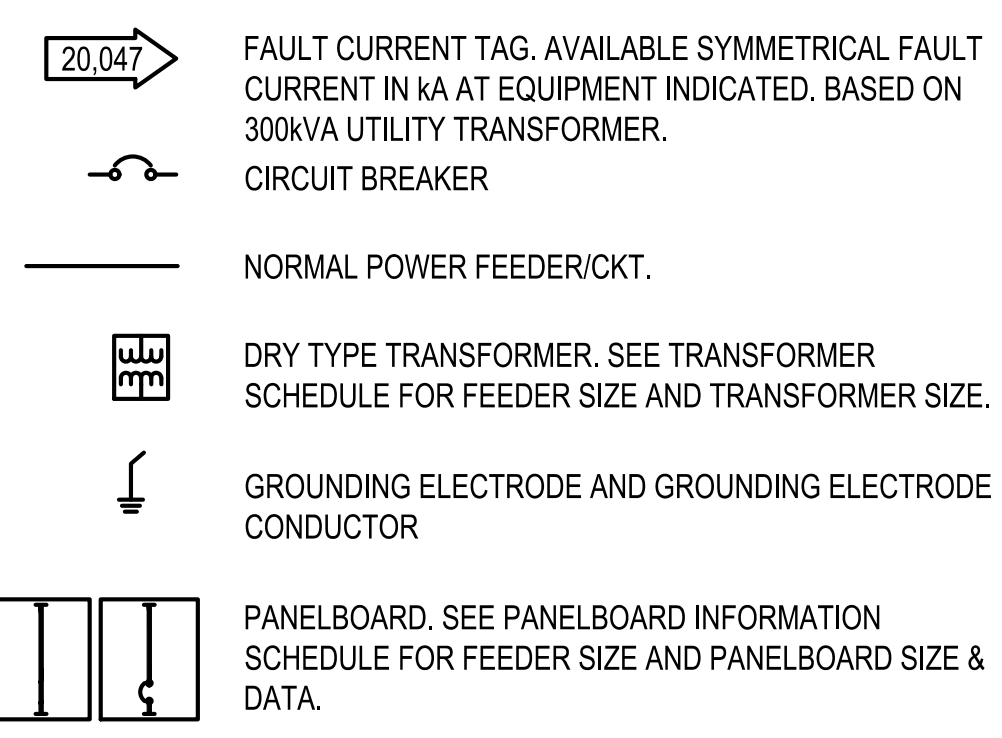 20,047
FAULT CURRENT TAG. AVAILABLE SYMMETRICAL FAULT
CURRENT IN kA AT EQUIPMENT INDICATED. BASED ON
300kVA UTILITY TRANSFORMER.
CIRCUIT BREAKER
NORMAL POWER FEEDER/CKT.
DRY TYPE TRANSFORMER. SEE TRANSFORMER
SCHEDULE FOR FEEDER SIZE AND TRANSFORMER SIZE.
GROUNDING ELECTRODE AND GROUNDING ELECTRODE
CONDUCTOR
PANELBOARD. SEE PANELBOARD INFORMATION
SCHEDULE FOR FEEDER SIZE AND PANELBOARD SIZE &
DATA.